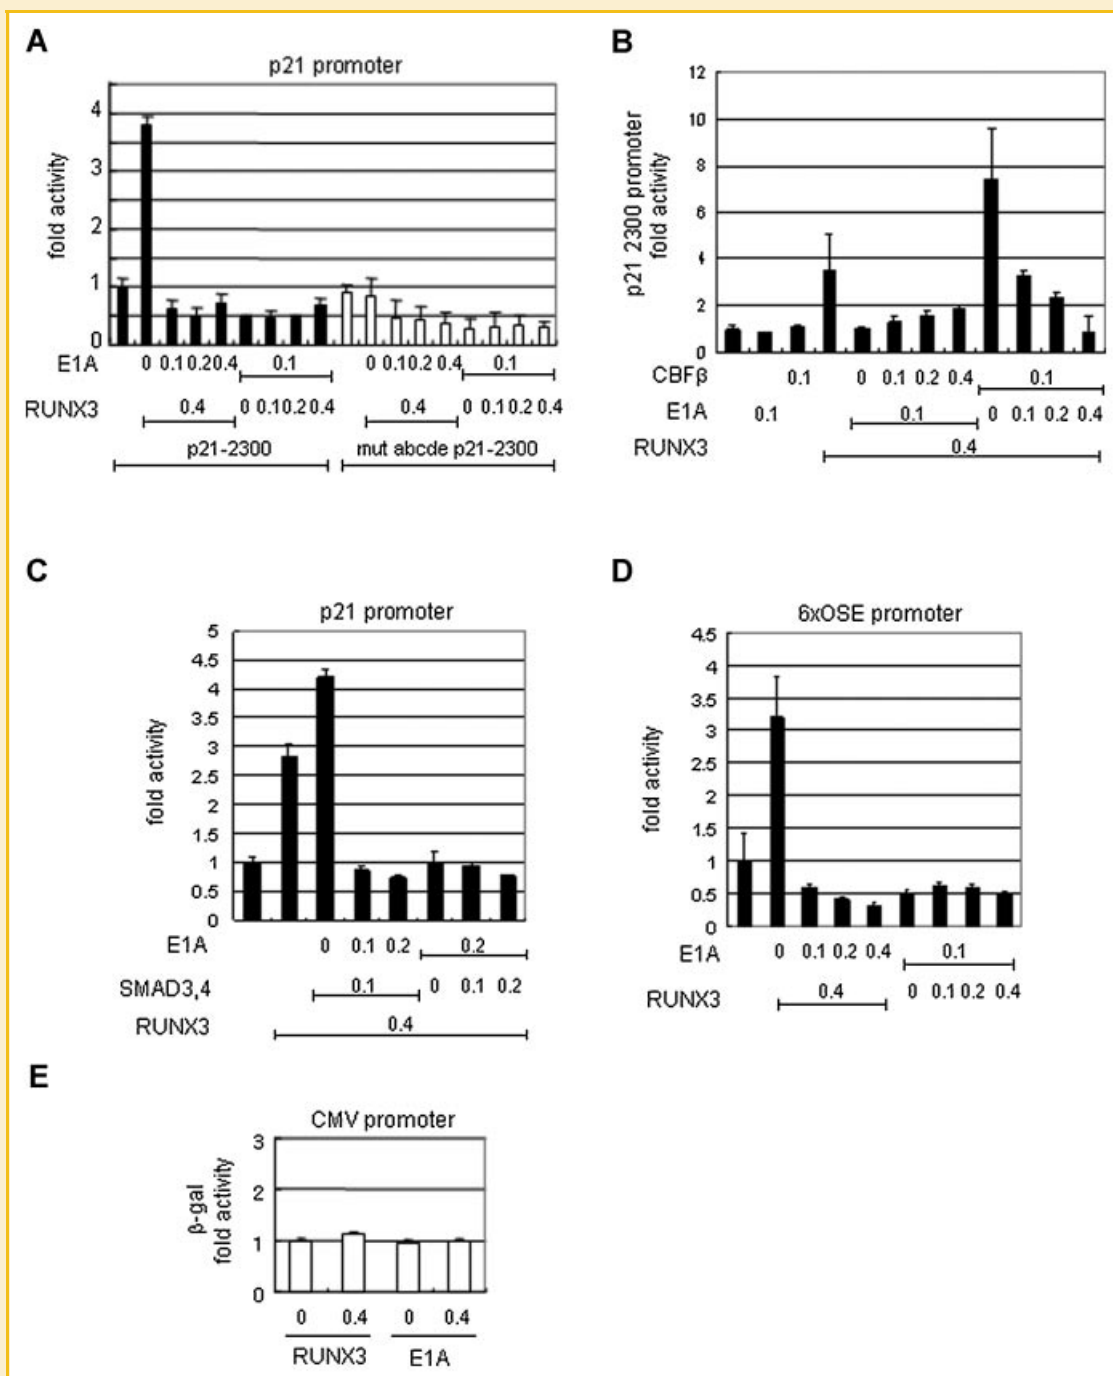 A
p21 promoter
fold activity
4
3
2
1
0
E1A 0 0.1 0.2 0.4 0.1 0 0.1 0.2 0.4 0.1
RUNX3 0.4 0 0.1 0.2 0.4 0.4 0 0.1 0.2 0.4
p21-2300 mut abcde p21-2300
B
p21 2300 promoter
fold activity
12
10
8
6
4
2
0
CBFβ 0.1 0 0.1 0.2 0.4 0.1
E1A 0.1 0.1 0 0.1 0.2 0.4
RUNX3 0.4
C
p21 promoter
fold activity
5
4.5
4
3.5
3
2.5
2
1.5
1
0.5
0
E1A 0 0.1 0.2 0.2
SMAD3,4 0.1 0 0.1 0.2
RUNX3 0.4
D
6xOSE promoter
fold activity
4.5
4
3.5
3
2.5
2
1.5
1
0.5
0
E1A 0 0.1 0.2 0.4 0.1
RUNX3 0.4 0 0.1 0.2 0.4
E
CMV promoter
β-gal
fold activity
3
2
1
0
0 0.4 0 0.4
RUNX3 E1A